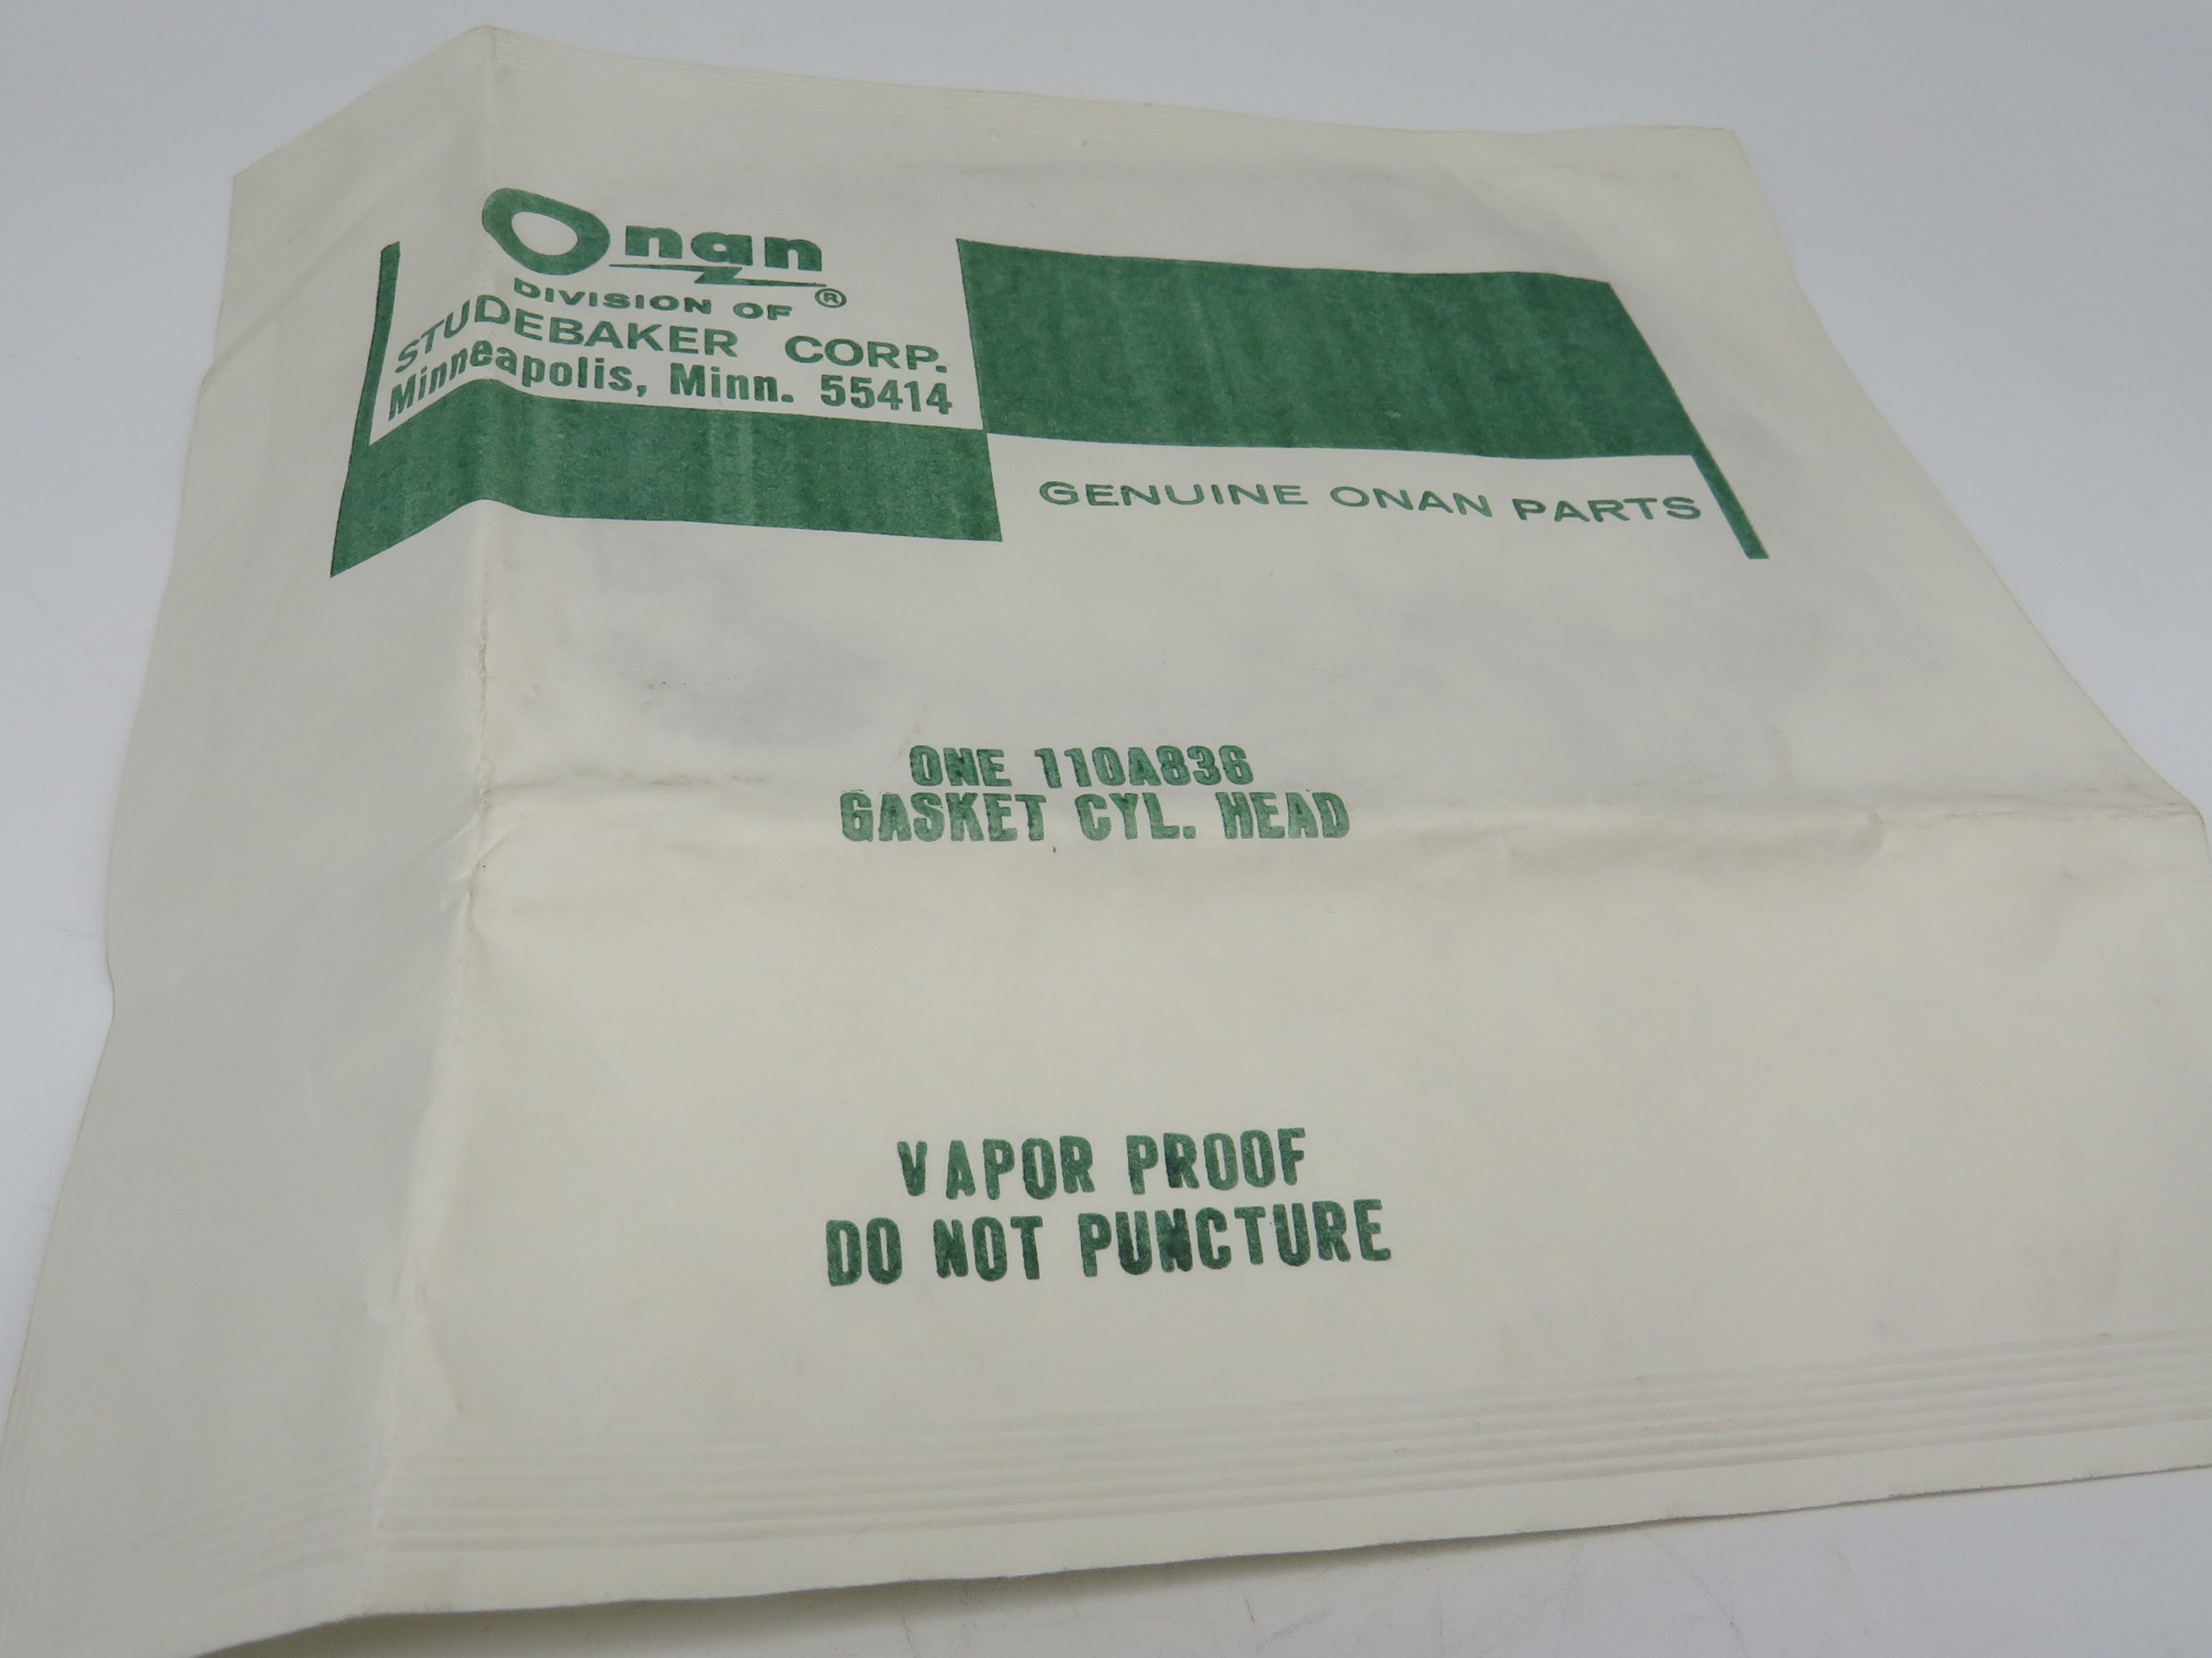 Onan
®
DIVISION OF
STUDEBAKER CORP.
Minneapolis, Minn. 55414
GENUINE ONAN PARTS
ONE 110A836
GASKET CYL. HEAD
VAPOR PROOF
DO NOT PUNCTURE